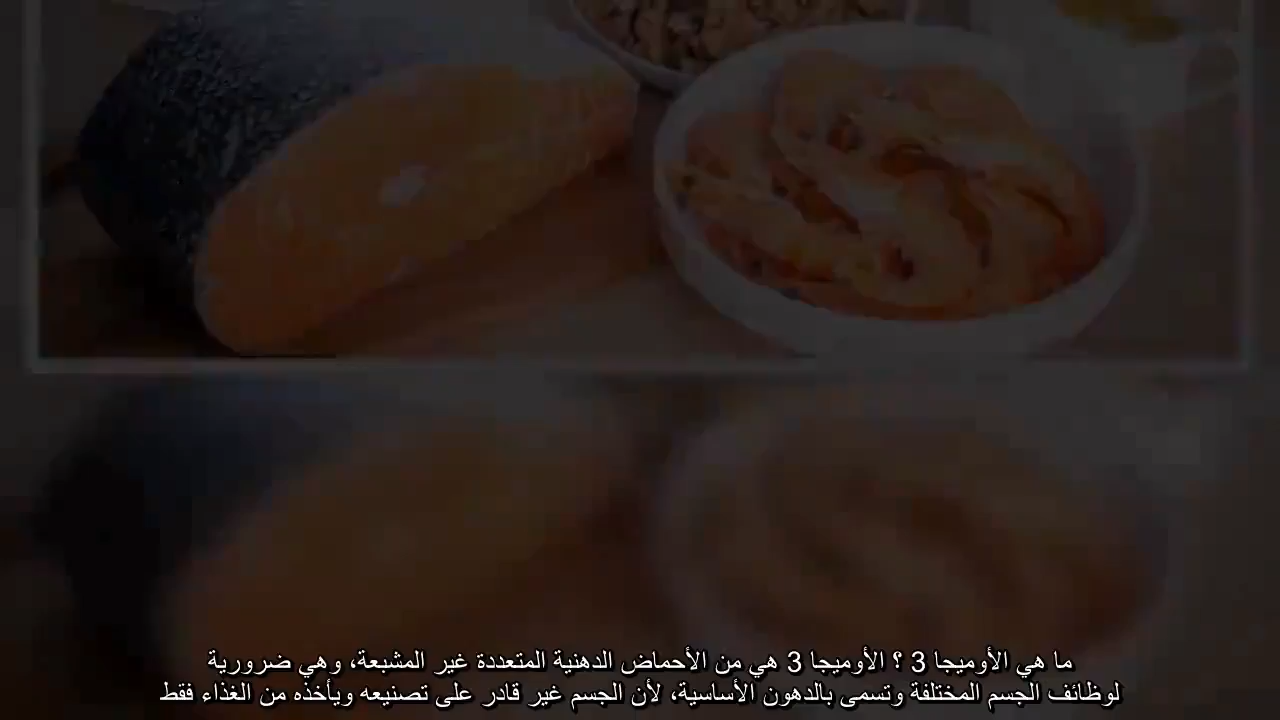 ما هي الأوميجا 3 ؟ الأوميجا 3 هي من الأحماض الدهنية المتعددة غير المشبعة، وهي ضرورية
لوظائف الجسم المختلفة وتسمى بالدهون الأساسية، لأن الجسم غير قادر على تصنيعه ويأخذه من الغذاء فقط